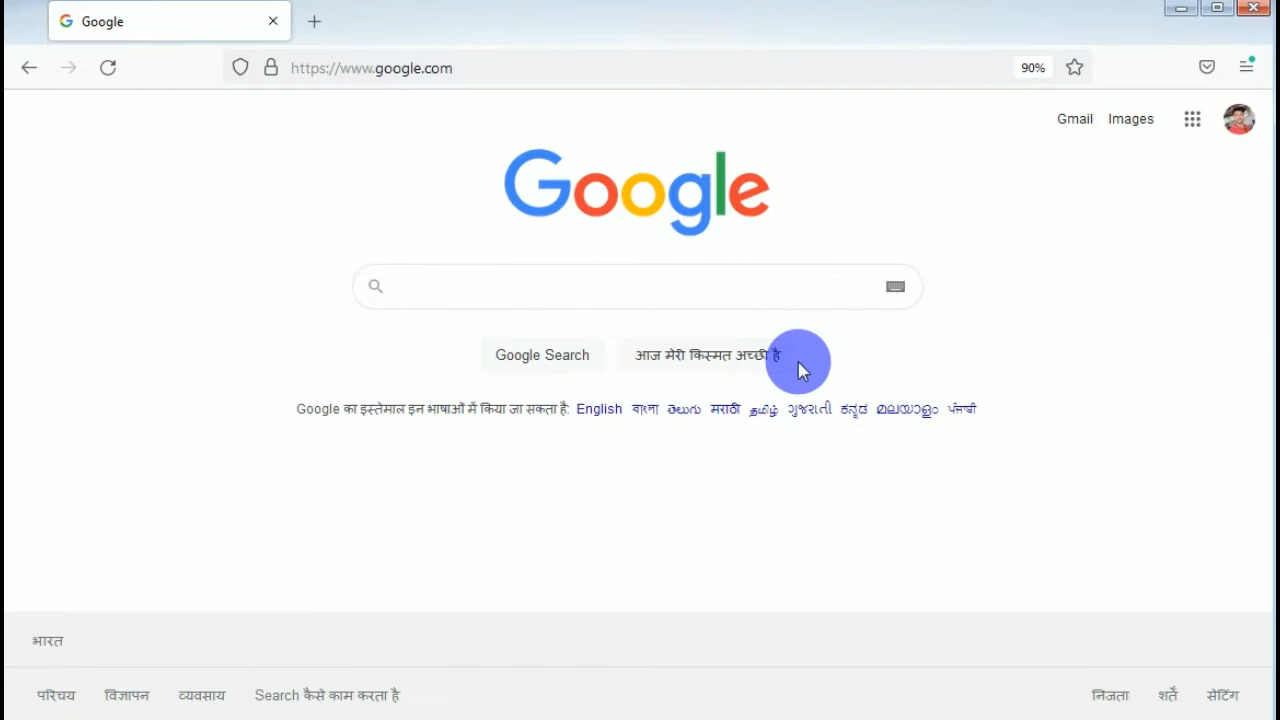 Google
https://www.google.com 90%
Gmail Images
Google
Google Search आज मेरी किस्मत अच्छी है
Google का इस्तेमाल इन भाषाओं में किया जा सकता है: English বাংলা తెలుగు मराठी தமிழ் ગુજરાતી ಕನ್ನಡ മലയാളം ਪੰਜਾਬੀ
भारत
परिचय विज्ञापन व्यवसाय Search कैसे काम करता है निजता शर्तें सेटिंग